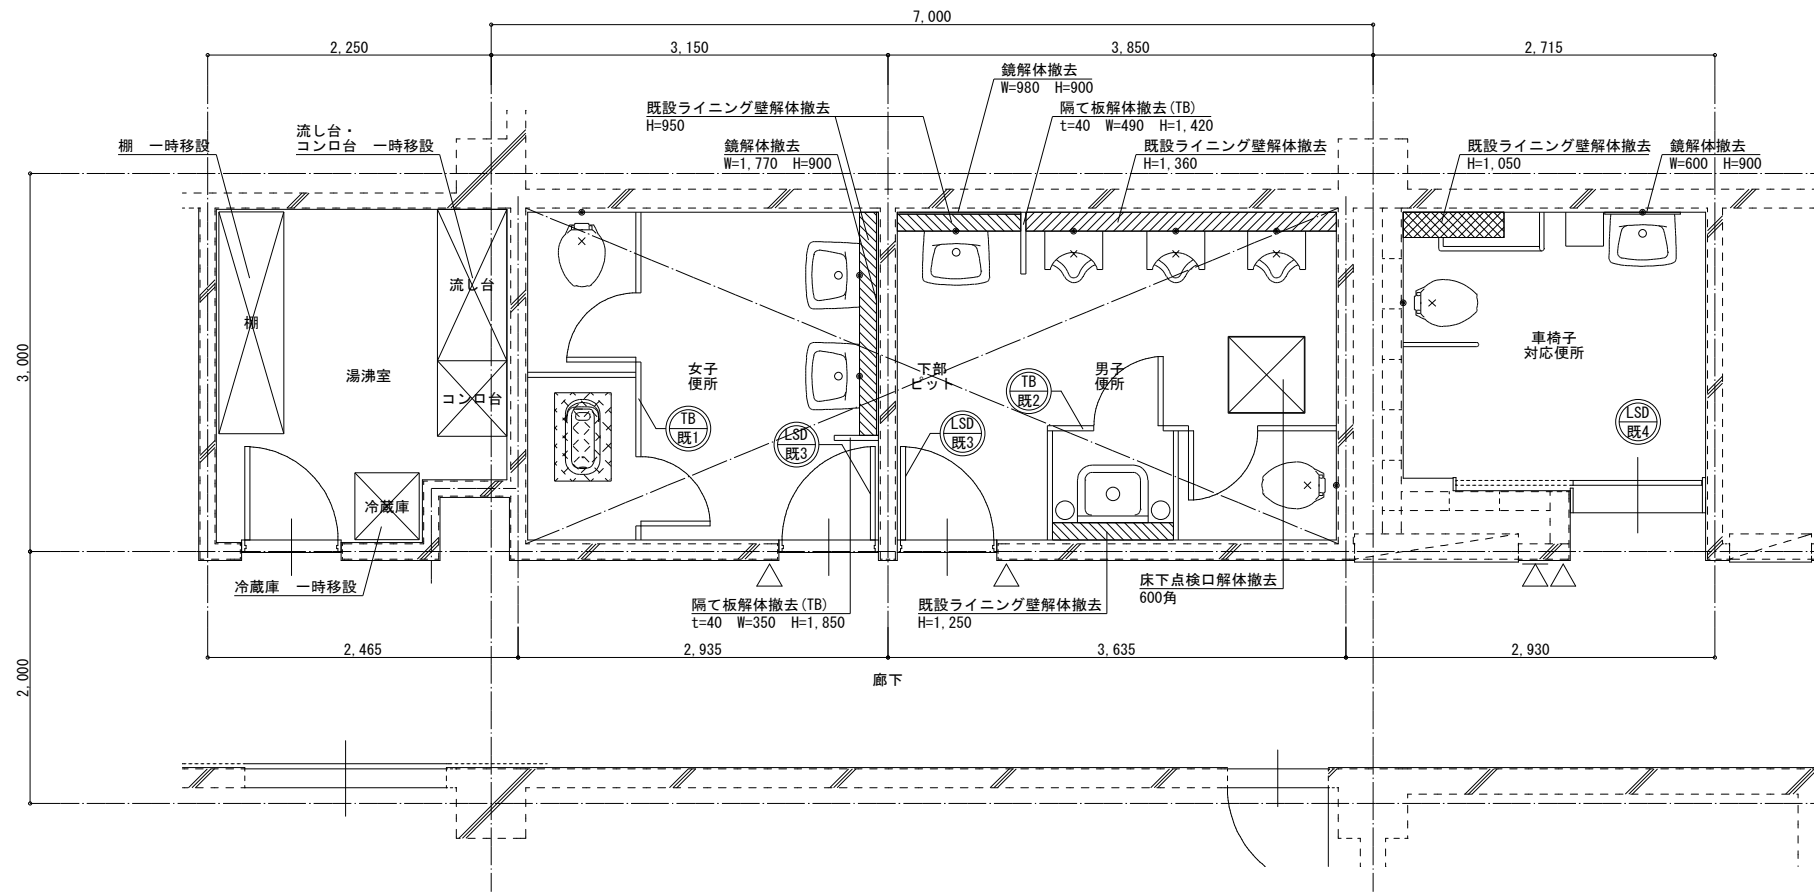 7,000
2,250
3,150
3,850
2,715
鏡解体撤去
W=980 H=900
既設ライニング壁解体撤去
H=950
隔て板解体撤去(TB)
t=40 W=490 H=1,420
棚 一時移設
流し台・
コンロ台 一時移設
鏡解体撤去
W=1,770 H=900
既設ライニング壁解体撤去
H=1,360
既設ライニング壁解体撤去
H=1,050
鏡解体撤去
W=600 H=900
流し台
棚
3,000
湯沸室
コンロ台
女子
便所
下部
ピット
男子
便所
車椅子
対応便所
TB
既1
LSD
既3
LSD
既3
TB
既2
LSD
既4
冷蔵庫
冷蔵庫 一時移設
隔て板解体撤去(TB)
t=40 W=350 H=1,850
既設ライニング壁解体撤去
H=1,250
床下点検口解体撤去
600角
2,465
2,935
3,635
2,930
2,000
廊下